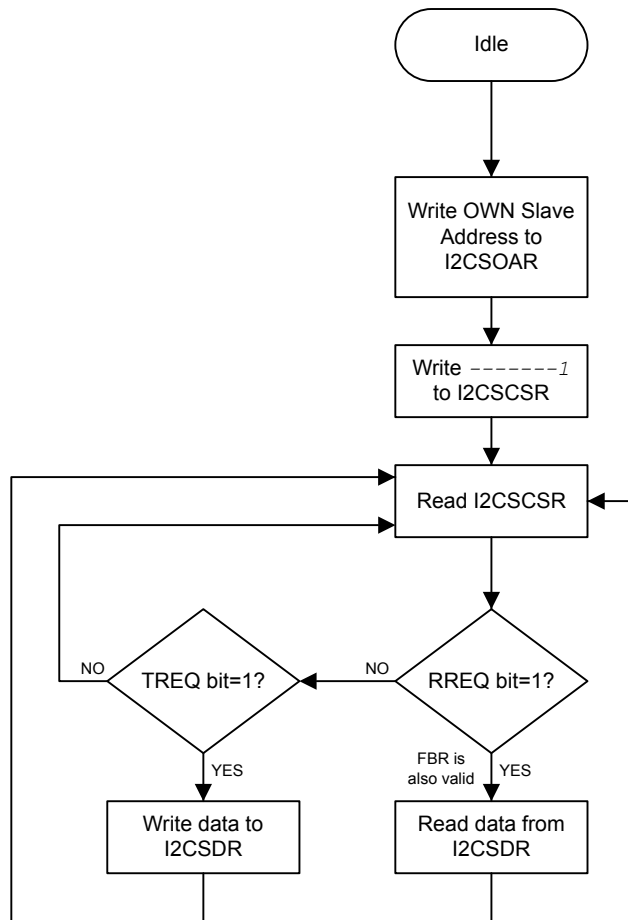 Idle
Write OWN Slave
Address to
I2CSOAR
Write -------1
to I2CSCSR
Read I2CSCSR
NO
TREQ bit=1?
NO
RREQ bit=1?
YES
FBR is
also valid
YES
Write data to
I2CSDR
Read data from
I2CSDR